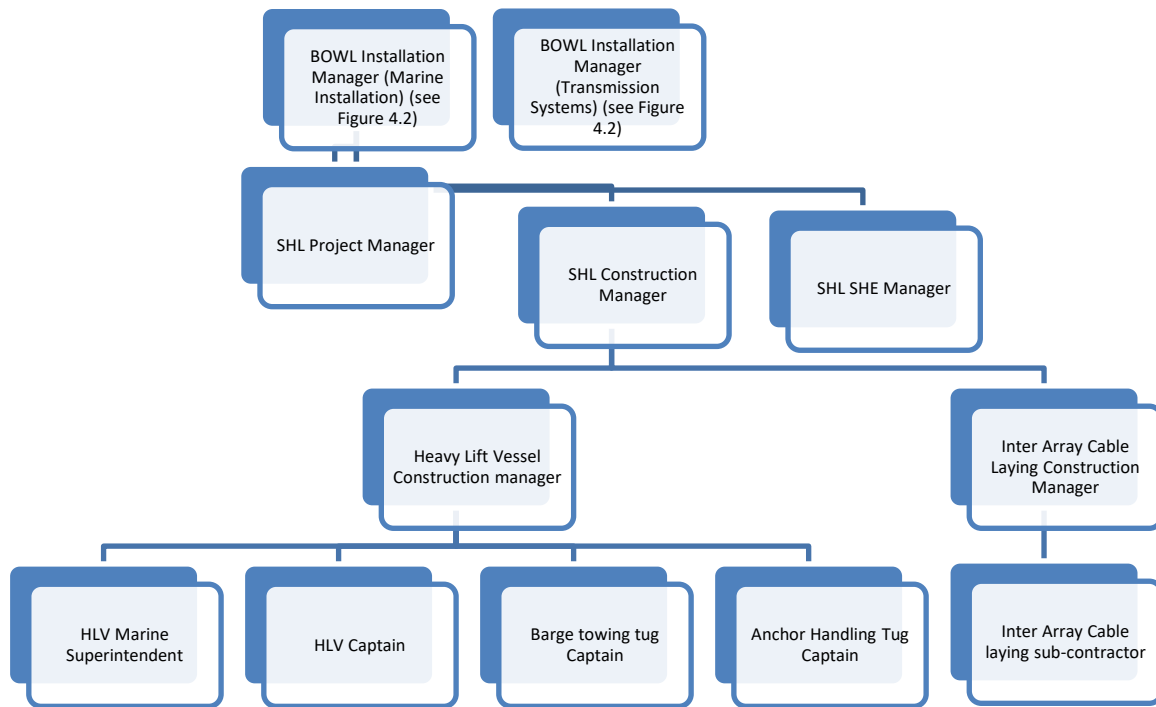 BOWL Installation
Manager (Marine
Installation) (see
Figure 4.2)
BOWL Installation
Manager
(Transmission
Systems) (see Figure
4.2)
SHL Project Manager
SHL Construction
Manager
SHL SHE Manager
Heavy Lift Vessel
Construction manager
Inter Array Cable
Laying Construction
Manager
HLV Marine
Superintendent
HLV Captain
Barge towing tug
Captain
Anchor Handling Tug
Captain
Inter Array Cable
laying sub-contractor